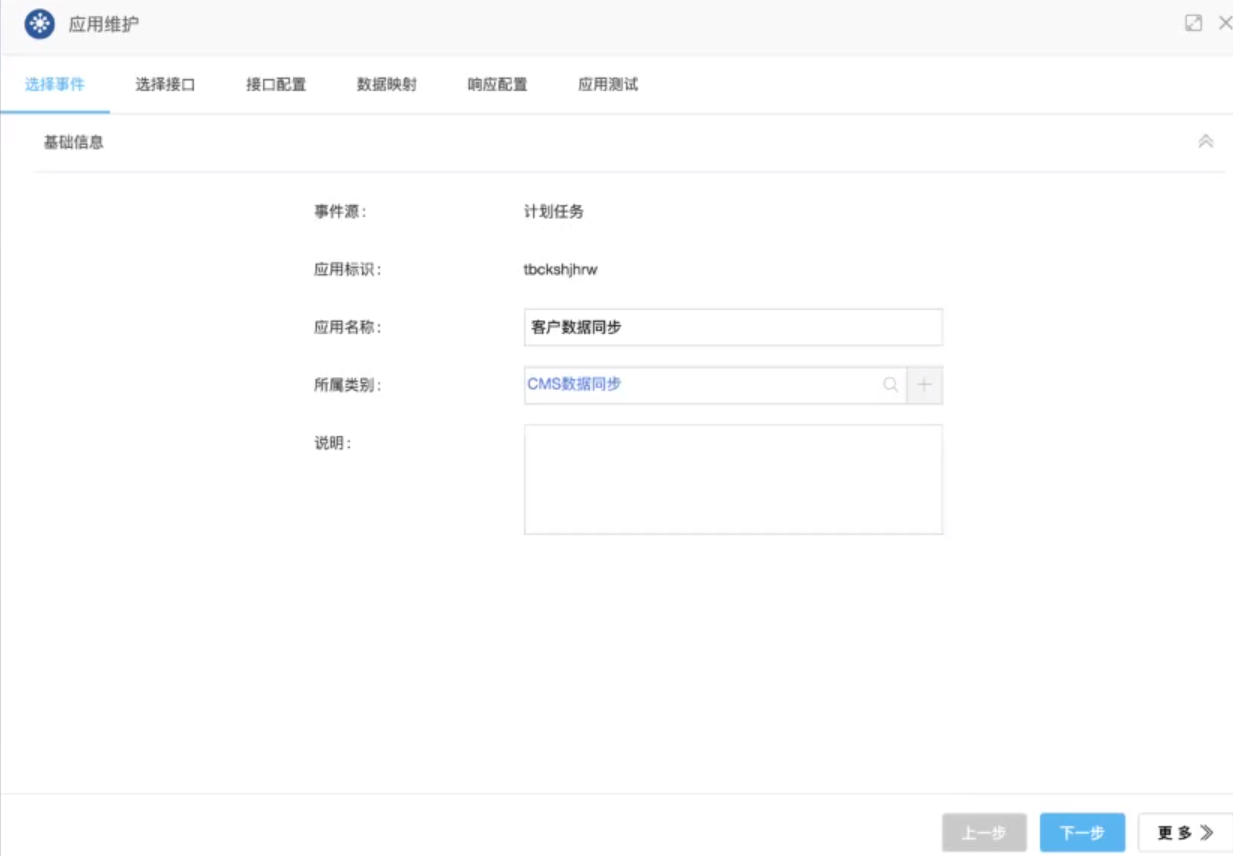 应用维护
选择事件 选择接口 接口配置 数据映射 响应配置 应用测试
基础信息
事件源: 计划任务
应用标识: tbckshjhrw
应用名称: 客户数据同步
所属类别: CMS数据同步
说明:
上一步 下一步 更多